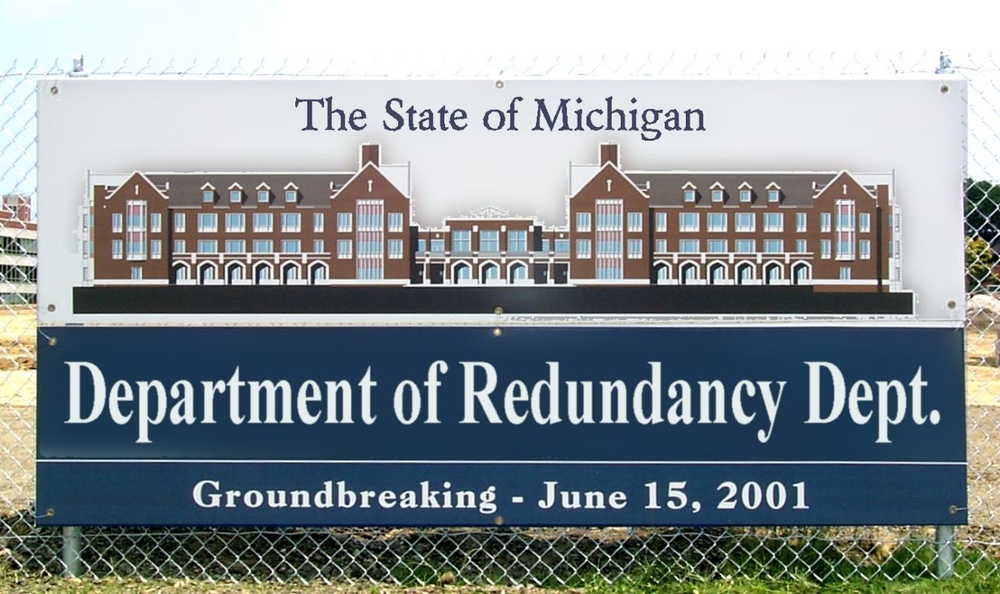 The State of Michigan
Department of Redundancy Dept.
Groundbreaking - June 15, 2001